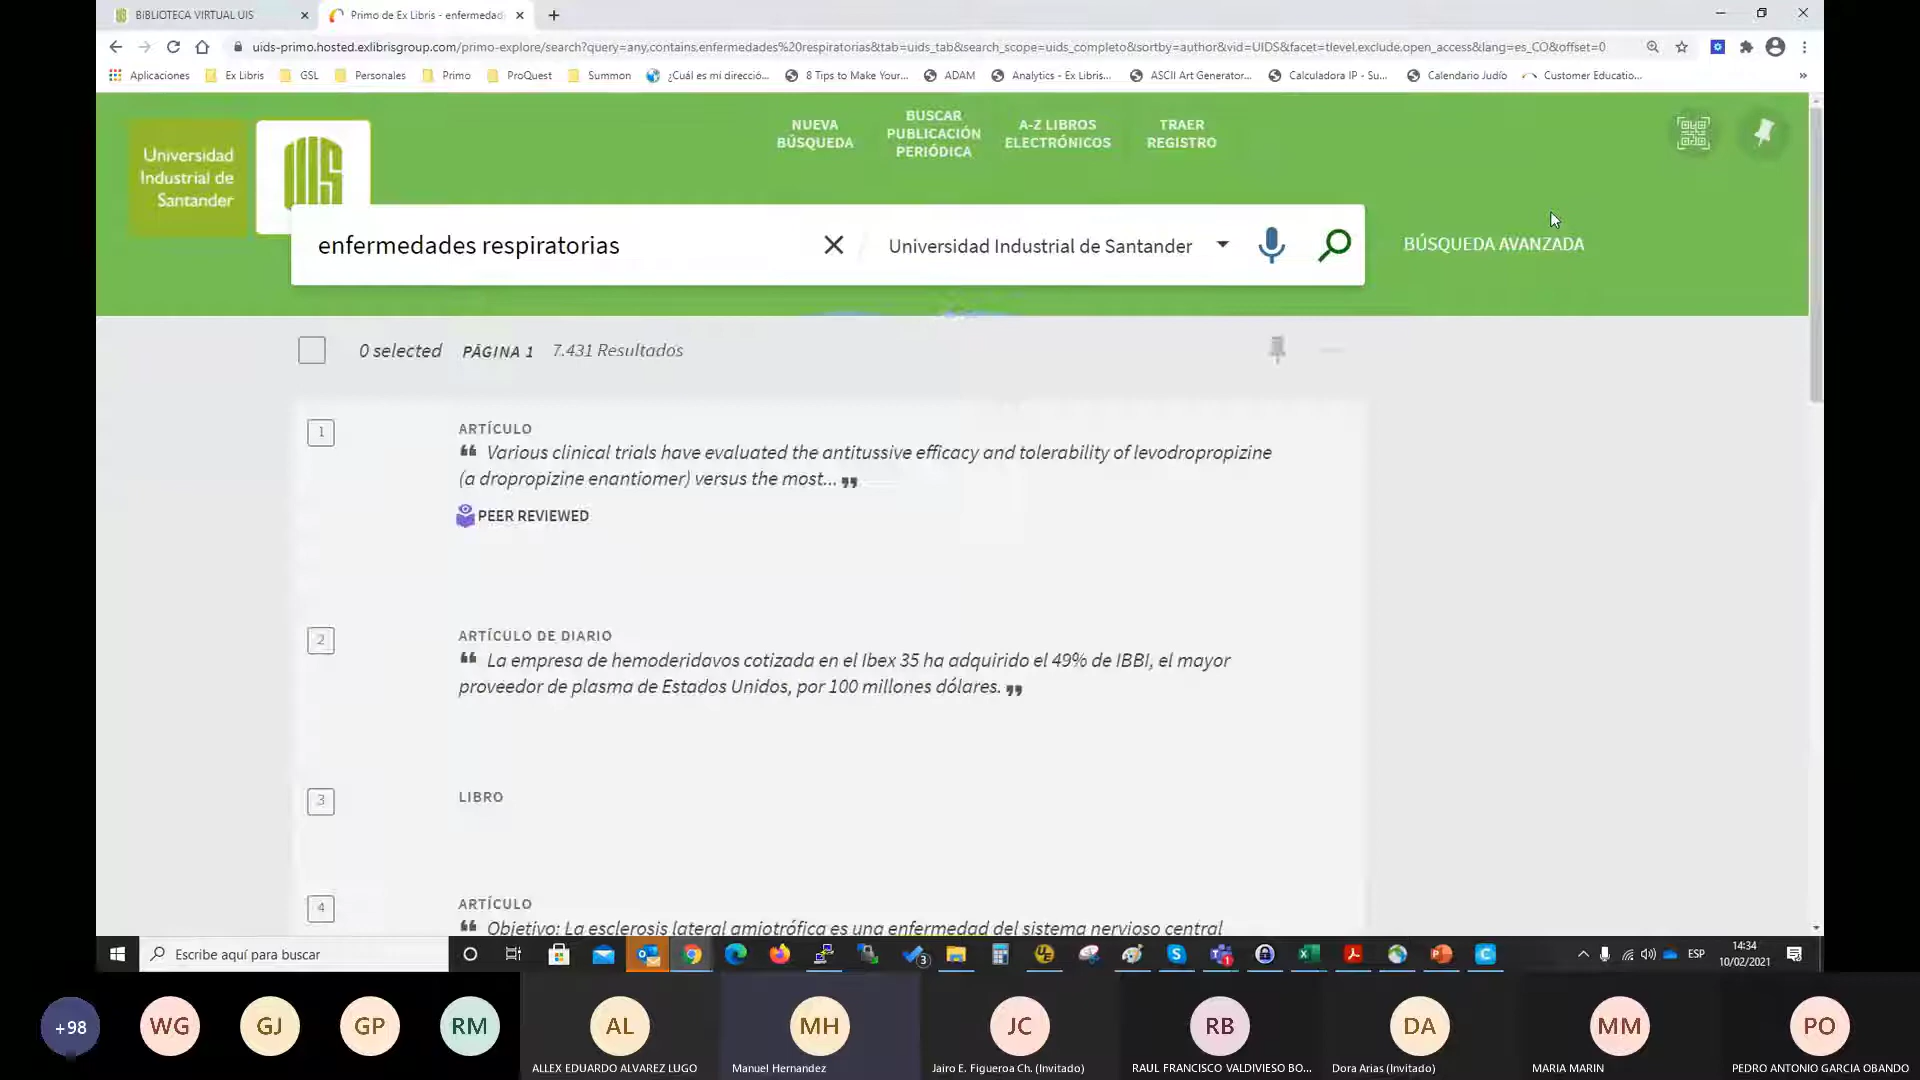 BIBLIOTECA VIRTUAL UIS
Primo de Ex Libris - enfermedad
uids-primo.hosted.exlibrisgroup.com/primo-explore/search?query=any,contains,enfermedades%20respiratorias&tab=uids_tab&search_scope=uids_completo&sortby=author&vid=UIDS&facet=tlevel,exclude,open_access&lang=es_CO&offset=0
Aplicaciones Ex Libris GSL Personales Primo ProQuest Summon ¿Cuál es mi direcció... 8 Tips to Make Your... ADAM Analytics - Ex Libris... ASCII Art Generator... Calculadora IP - Su... Calendario Judío Customer Educatio... »
Universidad
Industrial de
Santander
UIS
NUEVA
BÚSQUEDA
BUSCAR
PUBLICACIÓN
PERIÓDICA
A-Z LIBROS
ELECTRÓNICOS
TRAER
REGISTRO
enfermedades respiratorias
Universidad Industrial de Santander
BÚSQUEDA AVANZADA
0 selected PÁGINA 1 7.431 Resultados
1
ARTÍCULO
Various clinical trials have evaluated the antitussive efficacy and tolerability of levodropropizine
(a dropropizine enantiomer) versus the most...
PEER REVIEWED
2
ARTÍCULO DE DIARIO
La empresa de hemoderidavos cotizada en el Ibex 35 ha adquirido el 49% de IBBI, el mayor
proveedor de plasma de Estados Unidos, por 100 millones dólares.
3
LIBRO
4
ARTÍCULO
Objetivo: La esclerosis lateral amiotrófica es una enfermedad del sistema nervioso central
Escribe aquí para buscar
3
1
ESP
14:34
10/02/2021
+98
WG
GJ
GP
RM
AL
MH
JC
RB
DA
MM
PO
ALLEX EDUARDO ALVAREZ LUGO
Manuel Hernandez
Jairo E. Figueroa Ch. (Invitado)
RAUL FRANCISCO VALDIVIESO BO...
Dora Arias (Invitado)
MARIA MARIN
PEDRO ANTONIO GARCIA OBANDO